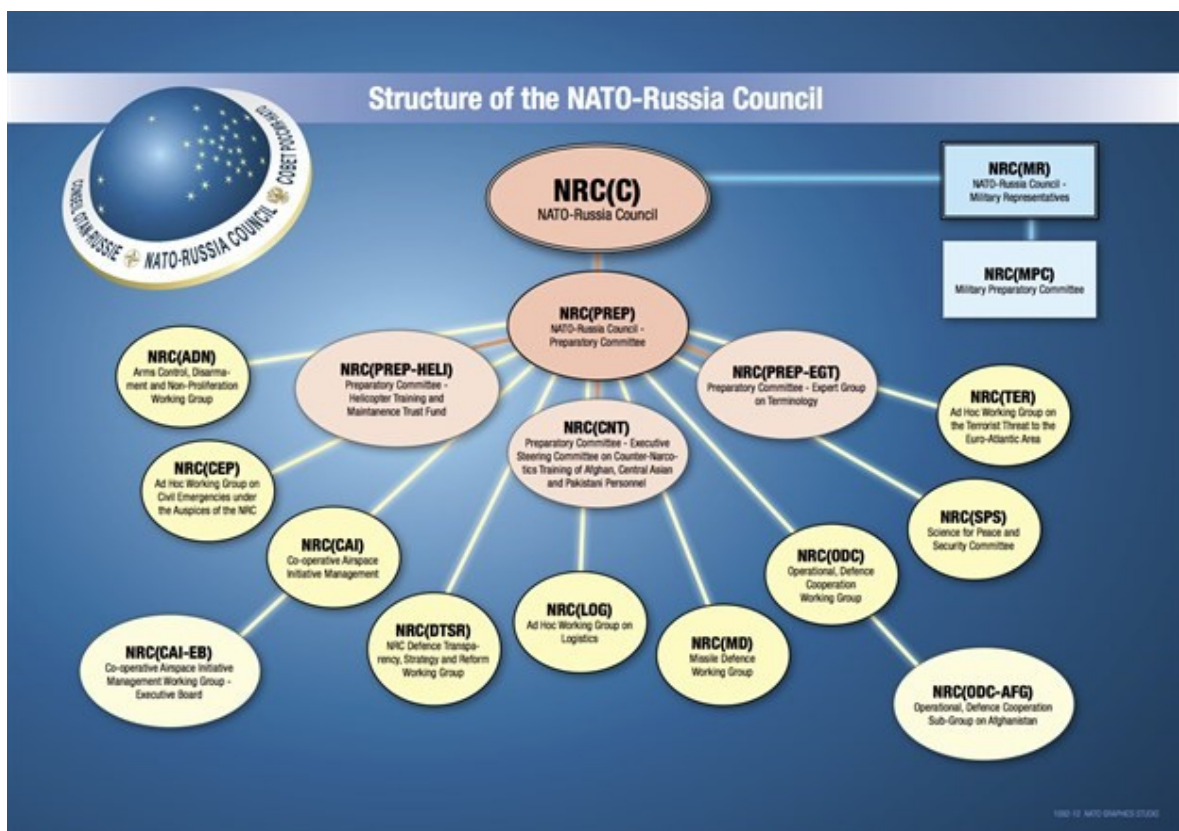 Structure of the NATO-Russia Council
CONSEIL OTAN-RUSSIE
NATO-RUSSIA COUNCIL
СОВЕТ РОССИЯ-НАТО
NRC(C)
NATO-Russia Council
NRC(MR)
NATO-Russia Council -
Military Representatives
NRC(MPC)
Military Preparatory Committee
NRC(PREP)
NATO-Russia Council -
Preparatory Committee
NRC(ADN)
Arms Control, Disarma-
ment and Non-Proliferation
Working Group
NRC(PREP-HELI)
Preparatory Committee -
Helicopter Training and
Maintanence Trust Fund
NRC(PREP-EGT)
Preparatory Committee - Expert Group
on Terminology
NRC(TER)
Ad Hoc Working Group on
the Terrorist Threat to the
Euro-Atlantic Area
NRC(CNT)
Preparatory Committee - Executive
Steering Committee on Counter-Narco-
tics Training of Afghan, Central Asian
and Pakistani Personnel
NRC(CEP)
Ad Hoc Working Group on
Civil Emergencies under
the Auspices of the NRC
NRC(SPS)
Science for Peace and
Security Committee
NRC(CAI)
Co-operative Airspace
Initiative Management
NRC(ODC)
Operational, Defence
Cooperation
Working Group
NRC(LOG)
Ad Hoc Working Group on
Logistics
NRC(DTSR)
NRC Defence Transpa-
rency, Strategy and Reform
Working Group
NRC(MD)
Missile Defence
Working Group
NRC(CAI-EB)
Co-operative Airspace Initiative
Management Working Group -
Executive Board
NRC(ODC-AFG)
Operational, Defence Cooperation
Sub-Group on Afghanistan
NATO GRAPHICS STUDIO